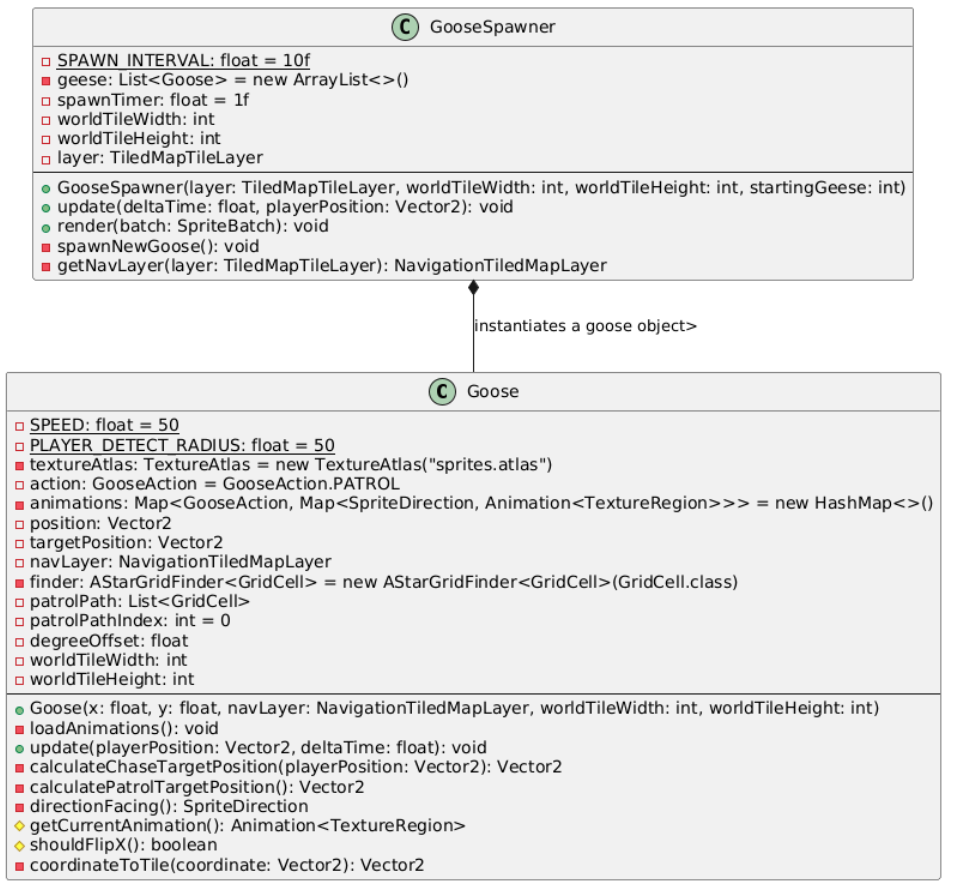 C GooseSpawner
SPAWN_INTERVAL: float = 10f
geese: List<Goose> = new ArrayList<>()
spawnTimer: float = 1f
worldTileWidth: int
worldTileHeight: int
layer: TiledMapTileLayer
GooseSpawner(layer: TiledMapTileLayer, worldTileWidth: int, worldTileHeight: int, startingGeese: int)
update(deltaTime: float, playerPosition: Vector2): void
render(batch: SpriteBatch): void
spawnNewGoose(): void
getNavLayer(layer: TiledMapTileLayer): NavigationTiledMapLayer
instantiates a goose object>
C Goose
SPEED: float = 50
PLAYER_DETECT_RADIUS: float = 50
textureAtlas: TextureAtlas = new TextureAtlas("sprites.atlas")
action: GooseAction = GooseAction.PATROL
animations: Map<GooseAction, Map<SpriteDirection, Animation<TextureRegion>>> = new HashMap<>()
position: Vector2
targetPosition: Vector2
navLayer: NavigationTiledMapLayer
finder: AStarGridFinder<GridCell> = new AStarGridFinder<GridCell>(GridCell.class)
patrolPath: List<GridCell>
patrolPathIndex: int = 0
degreeOffset: float
worldTileWidth: int
worldTileHeight: int
Goose(x: float, y: float, navLayer: NavigationTiledMapLayer, worldTileWidth: int, worldTileHeight: int)
loadAnimations(): void
update(playerPosition: Vector2, deltaTime: float): void
calculateChaseTargetPosition(playerPosition: Vector2): Vector2
calculatePatrolTargetPosition(): Vector2
directionFacing(): SpriteDirection
getCurrentAnimation(): Animation<TextureRegion>
shouldFlipX(): boolean
coordinateToTile(coordinate: Vector2): Vector2